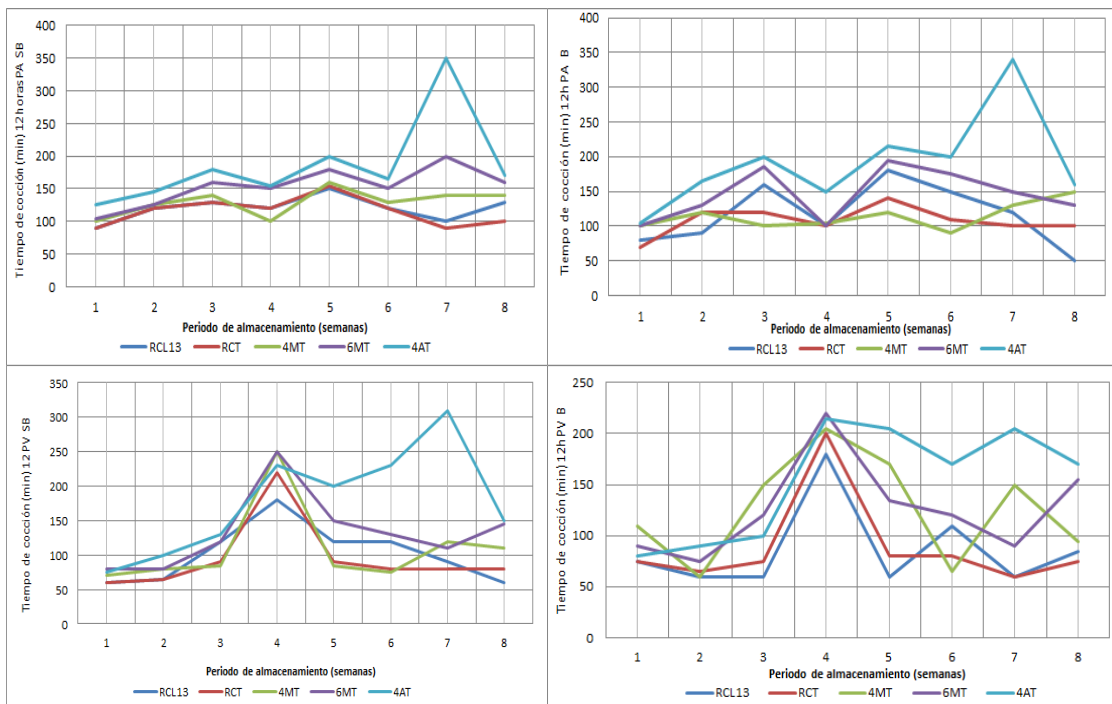 Tiempo de cocción (min) 12 horas PA SB
400
350
300
250
200
150
100
50
0
1 2 3 4 5 6 7 8
Periodo de almacenamiento (semanas)
RCL13 RCT 4MT 6MT 4AT
Tiempo de cocción (min) 12h PA B
400
350
300
250
200
150
100
50
0
1 2 3 4 5 6 7 8
Periodo de almacenamiento (semanas)
RCL13 RCT 4MT 6MT 4AT
Tiempo de cocción (min) 12 PV SB
350
300
250
200
150
100
50
0
1 2 3 4 5 6 7 8
Periodo de almacenamiento (semanas)
RCL13 RCT 4MT 6MT 4AT
Tiempo de cocción (min) 12h PV B
250
200
150
100
50
0
1 2 3 4 5 6 7 8
Periodo de almacenamiento (semanas)
RCL13 RCT 4MT 6MT 4AT